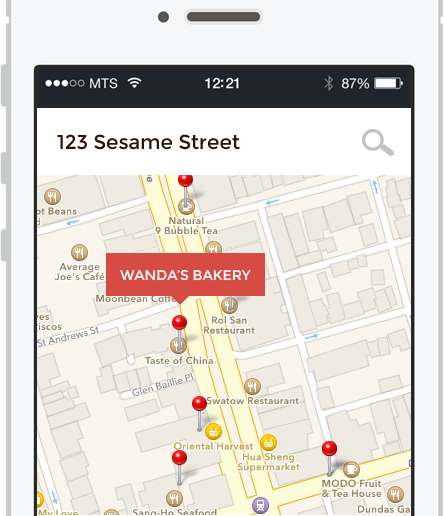 MTS
12:21
87%
123 Sesame Street
ot Beans
Natural
9 Bubble Tea
Average
Joe's Café
WANDA'S BAKERY
Moonbean Coffe
ves
riscos
Rol San
Restaurant
St Andrews St
Taste of China
Glen Baillie Pl
Swatow Restaurant
Oriental Harvest
Hua Sheng
Supermarket
MODO Fruit
& Tea House
My Love
Sang-Ho Seafood
Dundas Ga